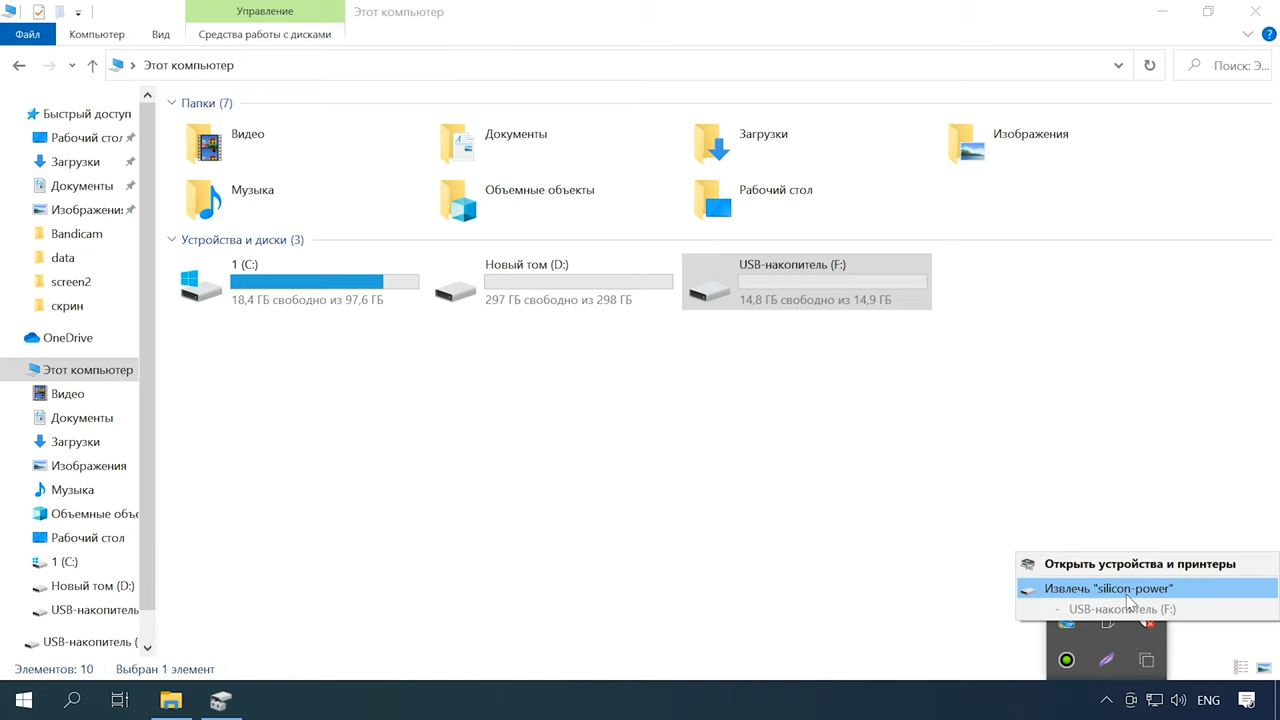 Управление
Этот компьютер
Файл
Компьютер
Вид
Средства работы с дисками
Этот компьютер
Поиск: Э...
Быстрый доступ
Рабочий стол
Загрузки
Документы
Изображения
Bandicam
data
screen2
скрин
OneDrive
Этот компьютер
Видео
Документы
Загрузки
Изображения
Музыка
Объемные объе
Рабочий стол
1 (C:)
Новый том (D:)
USB-накопитель
USB-накопитель (
Папки (7)
Видео
Документы
Загрузки
Изображения
Музыка
Объемные объекты
Рабочий стол
Устройства и диски (3)
1 (C:)
18,4 ГБ свободно из 97,6 ГБ
Новый том (D:)
297 ГБ свободно из 298 ГБ
USB-накопитель (F:)
14,8 ГБ свободно из 14,9 ГБ
Открыть устройства и принтеры
Извлечь "silicon-power"
- USB-накопитель (F:)
Элементов: 10
Выбран 1 элемент
ENG